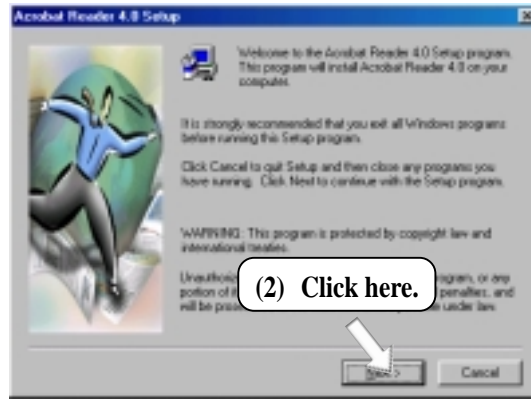 Acrobat Reader 4.0 Setup
Welcome to the Acrobat Reader 4.0 Setup program.
This program will install Acrobat Reader 4.0 on your
computer.
It is strongly recommended that you exit all Windows programs
before running this Setup program.
Click Cancel to quit Setup and then close any programs you
have running. Click Next to continue with the Setup program.
WARNING: This program is protected by copyright law and
international treaties.
Unauthoriz program, or any
portion of penalties, and
will be under law.
(2) Click here.
Cancel